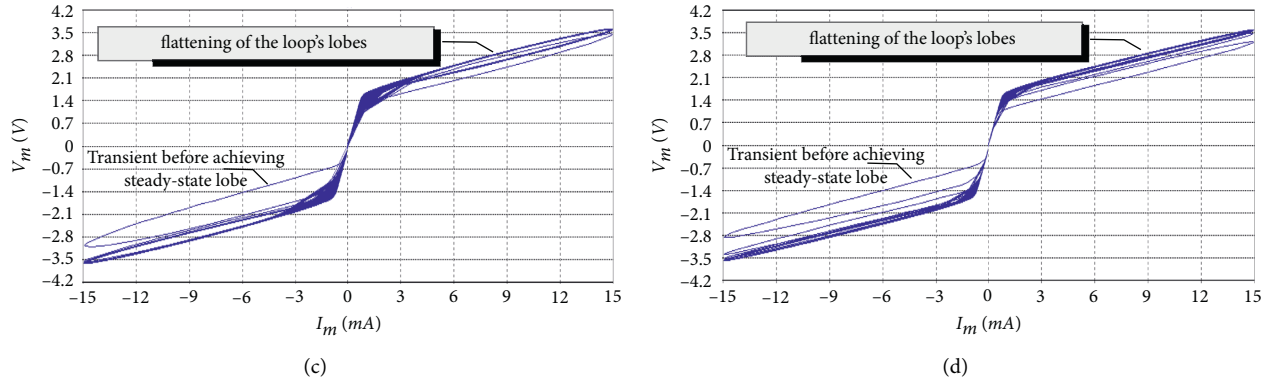 4.2
3.5
2.8
2.1
1.4
0.7
0
−0.7
−1.4
−2.1
−2.8
−3.5
−4.2
V_m (V)
flattening of the loop's lobes
Transient before achieving
steady-state lobe
−15 −12 −9 −6 −3 0 3 6 9 12 15
I_m (mA)
(c)
4.2
3.5
2.8
2.1
1.4
0.7
0
−0.7
−1.4
−2.1
−2.8
−3.5
−4.2
V_m (V)
flattening of the loop's lobes
Transient before achieving
steady-state lobe
−15 −12 −9 −6 −3 0 3 6 9 12 15
I_m (mA)
(d)